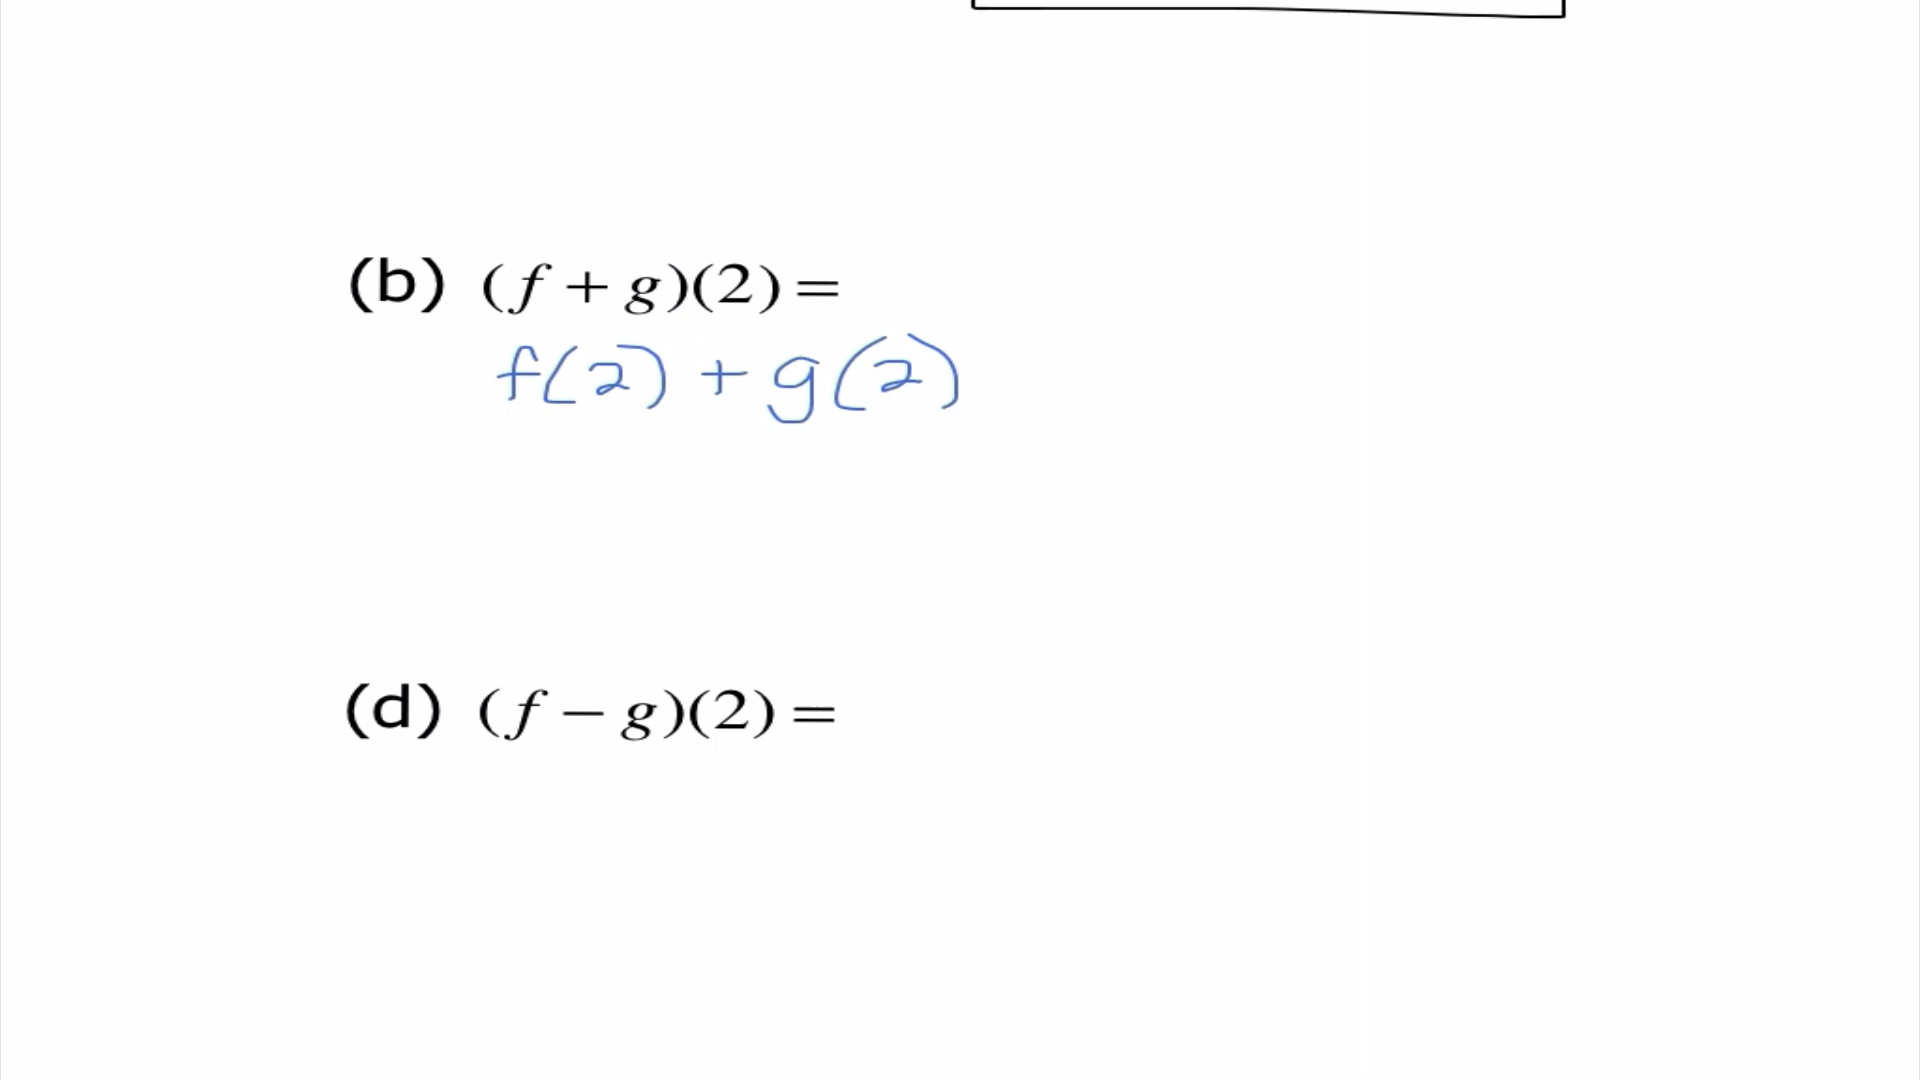 (b) (f + g)(2) =
f(2) + g(2)
(d) (f − g)(2) =